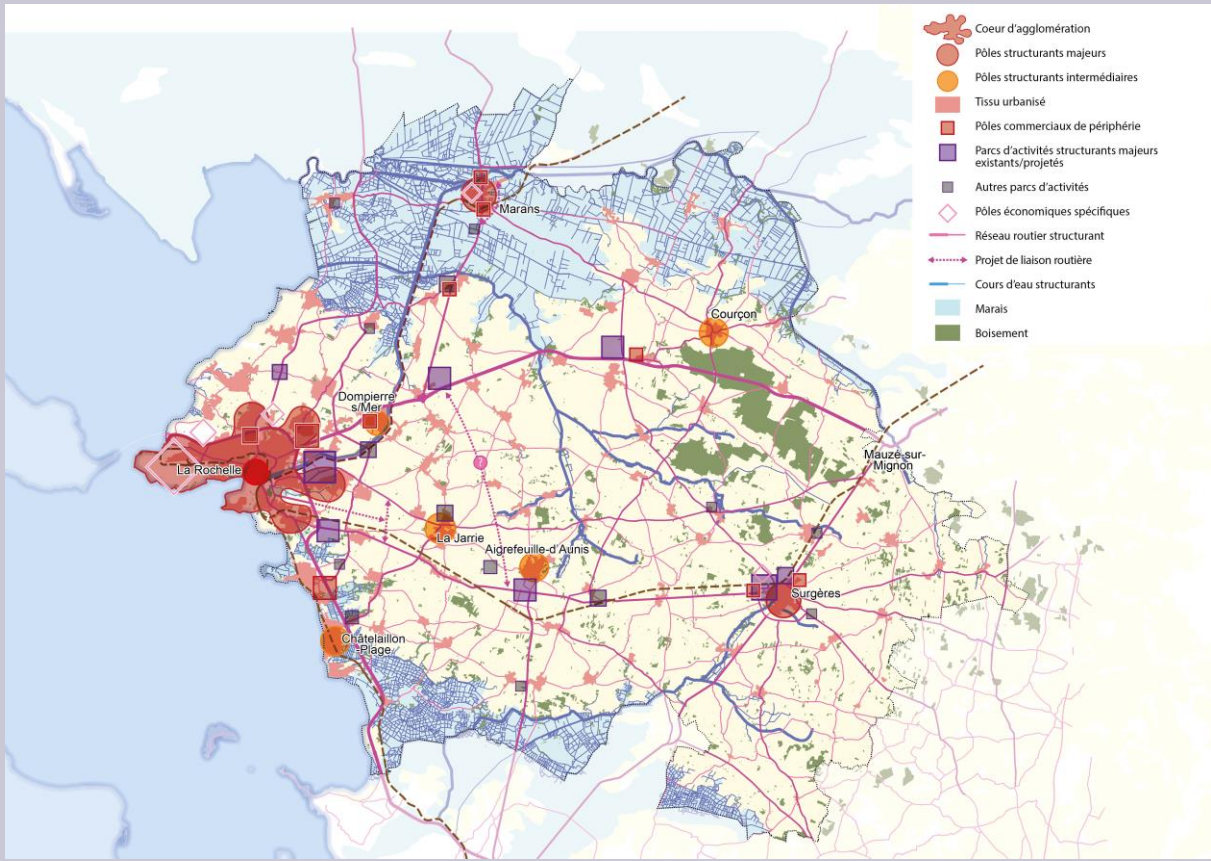 Coeur d'agglomération
Pôles structurants majeurs
Pôles structurants intermédiaires
Tissu urbanisé
Pôles commerciaux de périphérie
Parcs d'activités structurants majeurs
existants/projetés
Autres parcs d'activités
Pôles économiques spécifiques
Réseau routier structurant
Projet de liaison routière
Cours d'eau structurants
Marais
Boisement
Marans
Courçon
Dompierre
s/Mer
La Rochelle
Mauzé-sur-
Mignon
?
La Jarrie
Aigrefeuille-d'Aunis
Surgères
Châtelaillon
-Plage